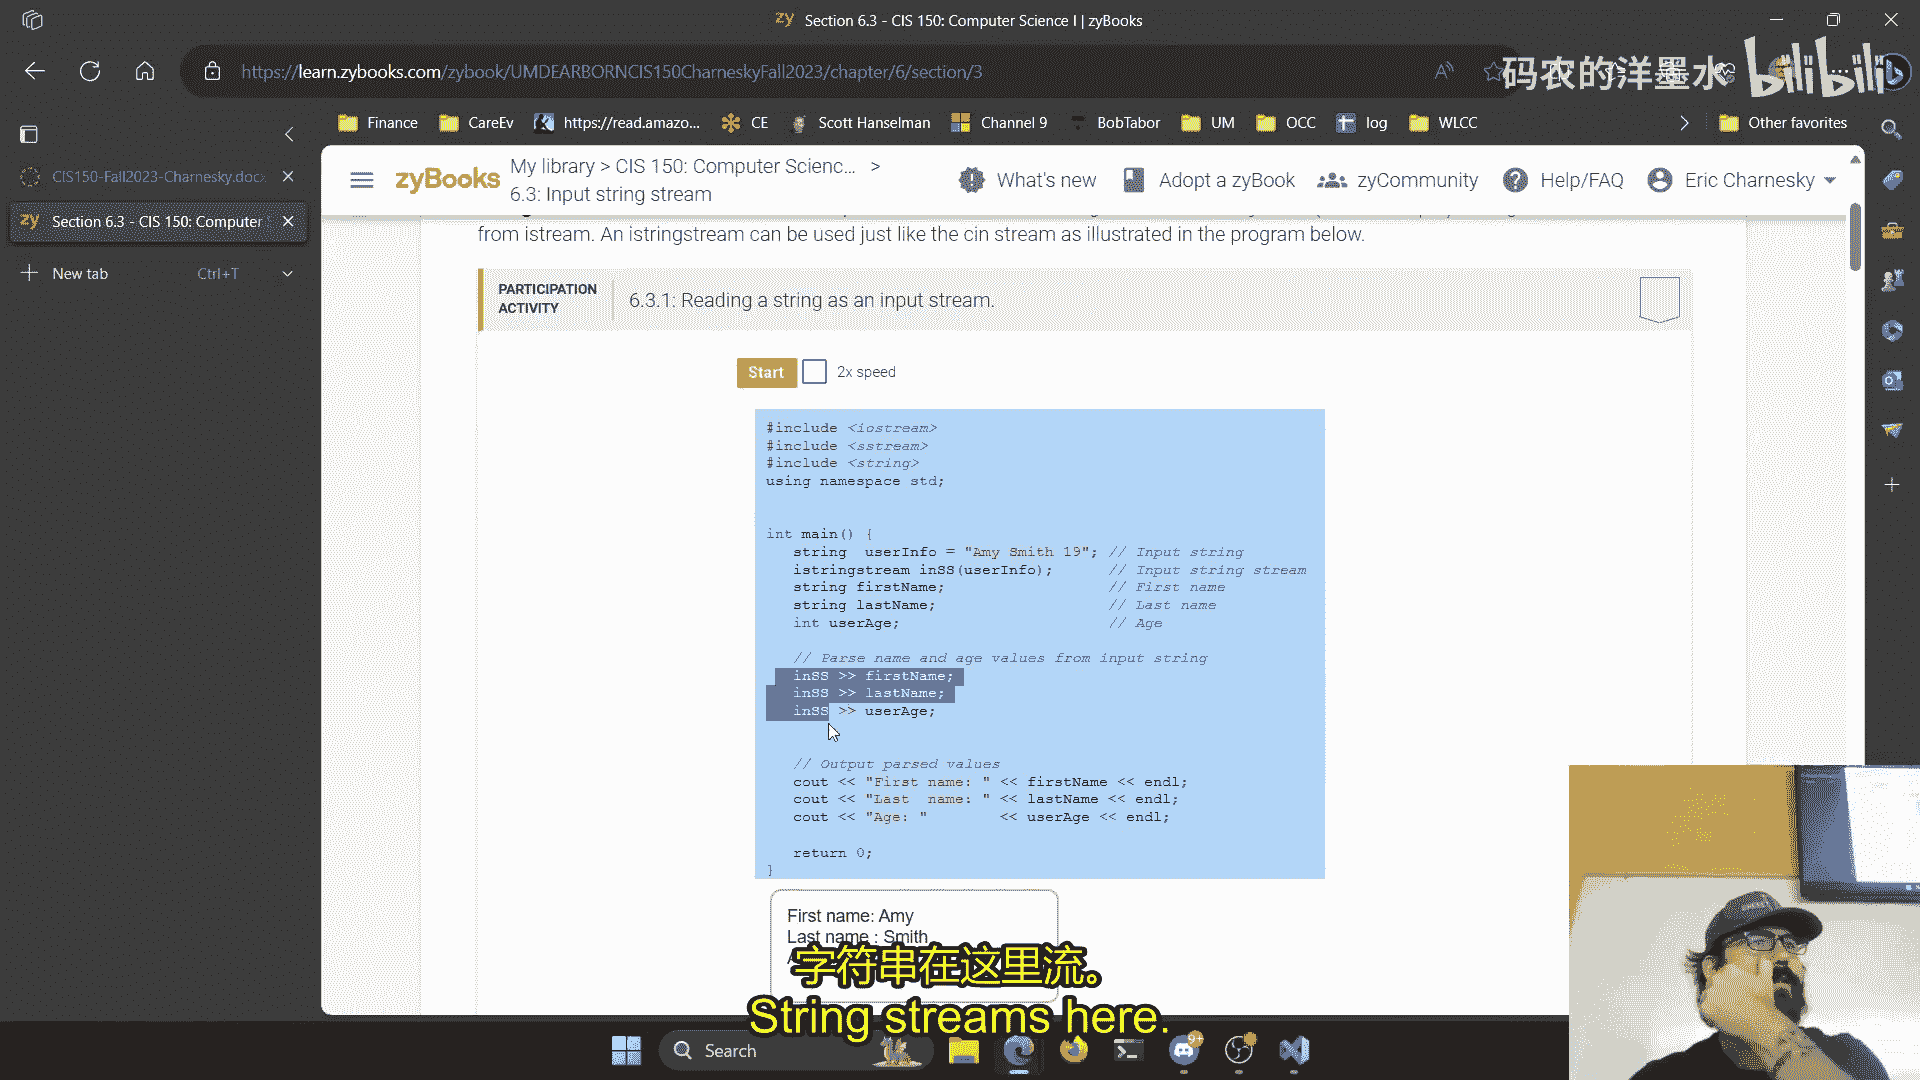 Section 6.3 - CIS 150: Computer Science I | zyBooks
https://learn.zybooks.com/zybook/UMDEARBORNCIS150CharneskyFall2023/chapter/6/section/3
码农的洋墨水 bilibili
Finance CareEv https://read.amazo... CE Scott Hanselman Channel 9 BobTabor UM OCC log WLCC Other favorites
CIS150-Fall2023-Charnesky.doc
Section 6.3 - CIS 150: Computer
New tab Ctrl+T
zyBooks
My library > CIS 150: Computer Scienc... >
6.3: Input string stream
What's new Adopt a zyBook zyCommunity Help/FAQ Eric Charnesky
from istream. An istringstream can be used just like the cin stream as illustrated in the program below.
PARTICIPATION
ACTIVITY
6.3.1: Reading a string as an input stream.
Start 2x speed
#include <iostream>
#include <sstream>
#include <string>
using namespace std;
int main() {
string userInfo = "Amy Smith 19"; // Input string
istringstream inSS(userInfo); // Input string stream
string firstName; // First name
string lastName; // Last name
int userAge; // Age
// Parse name and age values from input string
inSS >> firstName;
inSS >> lastName;
inSS >> userAge;
// Output parsed values
cout << "First name: " << firstName << endl;
cout << "Last  name: " << lastName << endl;
cout << "Age: " << userAge << endl;
return 0;
}
First name: Amy
Last name : Smith
字符串在这里流。
String streams here.
Search
9+